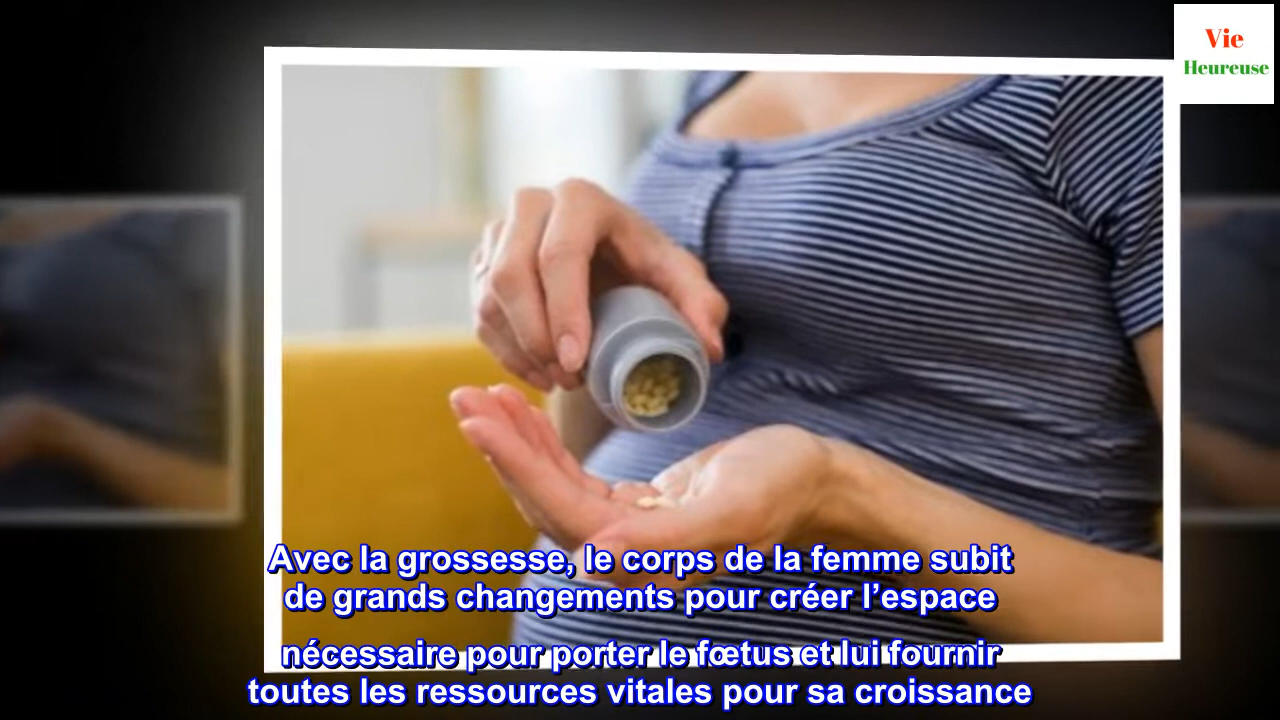 Vie
Heureuse
Avec la grossesse, le corps de la femme subit
de grands changements pour créer l’espace
nécessaire pour porter le fœtus et lui fournir
toutes les ressources vitales pour sa croissance